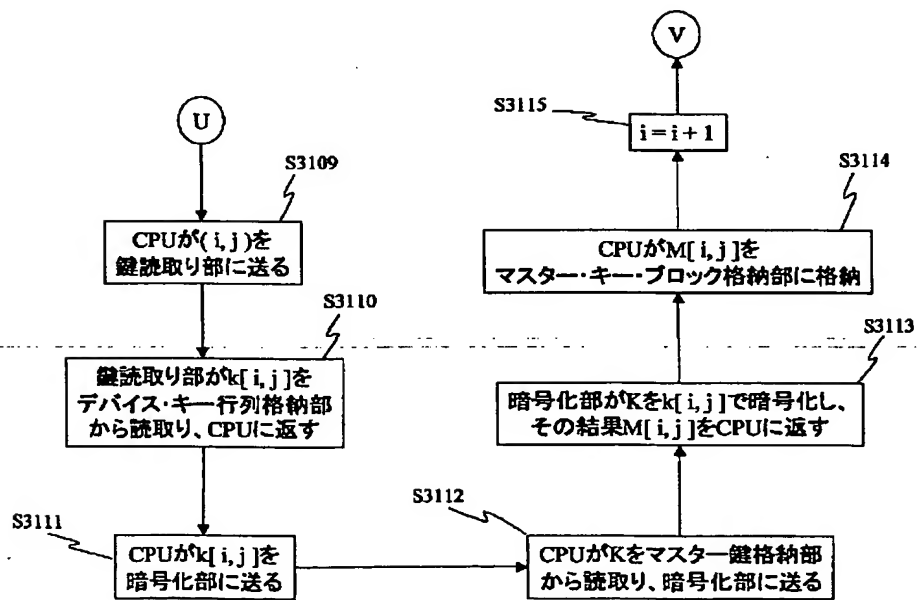 U
S3109
CPUが( i, j )を
鍵読取り部に送る
S3110
鍵読取り部がk[ i, j ]を
デバイス・キー行列格納部
から読取り、CPUに返す
S3111
CPUがk[ i, j ]を
暗号化部に送る
S3112
CPUがKをマスター鍵格納部
から読取り、暗号化部に送る
S3113
暗号化部がKをk[ i, j ]で暗号化し、
その結果M[ i, j ]をCPUに返す
S3114
CPUがM[ i, j ]を
マスター・キー・ブロック格納部に格納
S3115
i = i + 1
V